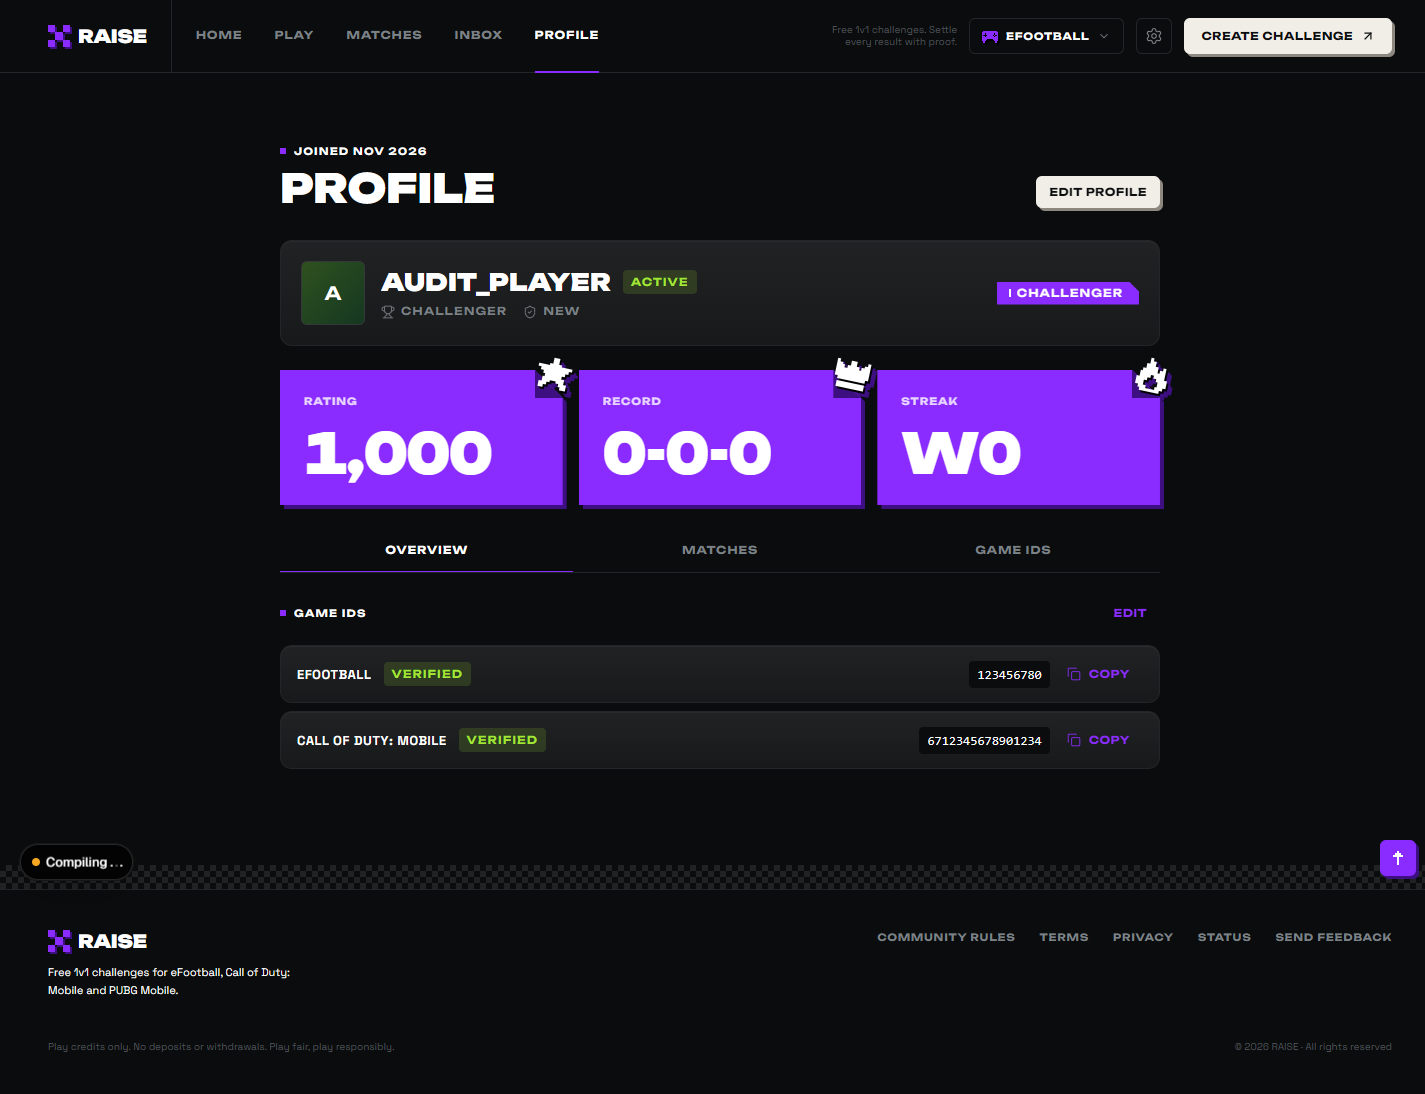 RAISE
HOME
PLAY
MATCHES
INBOX
PROFILE
Free 1v1 challenges. Settle
every result with proof.
EFOOTBALL
CREATE CHALLENGE
JOINED NOV 2026
PROFILE
EDIT PROFILE
A
AUDIT_PLAYER
ACTIVE
CHALLENGER
NEW
I CHALLENGER
RATING
1,000
RECORD
0-0-0
STREAK
W0
OVERVIEW
MATCHES
GAME IDS
GAME IDS
EDIT
EFOOTBALL
VERIFIED
123456780
COPY
CALL OF DUTY: MOBILE
VERIFIED
6712345678901234
COPY
Compiling...
RAISE
Free 1v1 challenges for eFootball, Call of Duty:
Mobile and PUBG Mobile.
COMMUNITY RULES
TERMS
PRIVACY
STATUS
SEND FEEDBACK
Play credits only. No deposits or withdrawals. Play fair, play responsibly.
© 2026 RAISE · All rights reserved